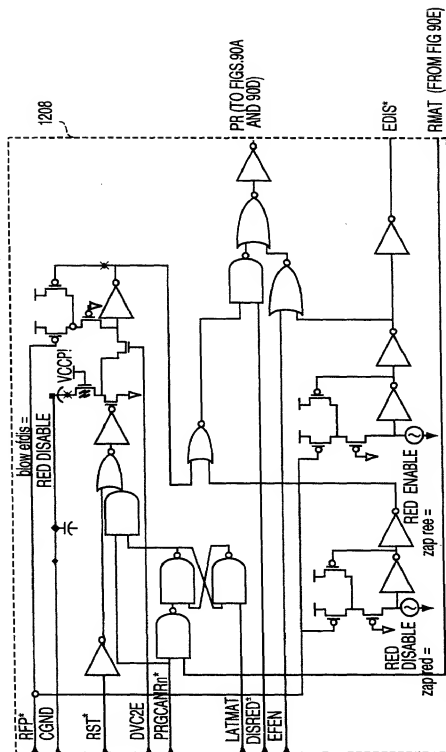 1208
RFP*
CGND
RST*
DVC2E
PRGCANRn*
LATMAT
DISRED*
EFEN
blow efdis =
RED DISABLE
VCCP!
PR (TO FIGS.90A
AND 90D)
EDIS*
RMAT (FROM FIG 90E)
RED ENABLE
zap ree =
RED DISABLE
zap red =